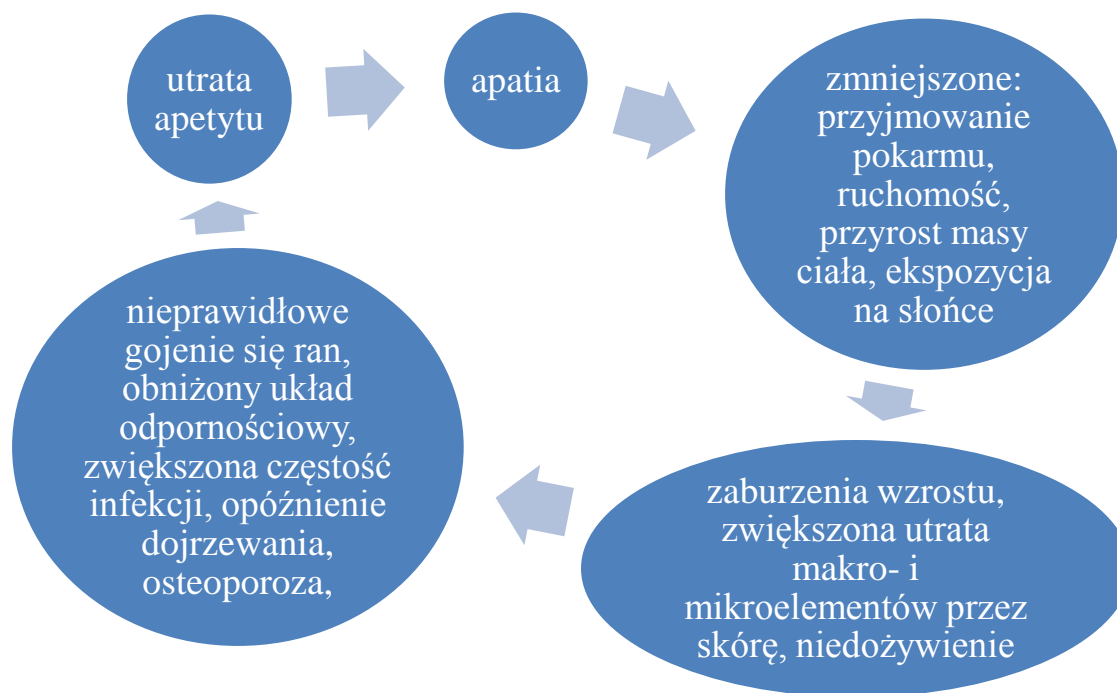 utrata
apetytu
apatia
zmniejszone:
przyjmowanie
pokarmu,
ruchomość,
przyrost masy
ciała, ekspozycja
na słońce
zaburzenia wzrostu,
zwiększona utrata
makro- i
mikroelementów przez
skórę, niedożywienie
nieprawidłowe
gojenie się ran,
obniżony układ
odpornościowy,
zwiększona częstość
infekcji, opóźnienie
dojrzewania,
osteoporoza,